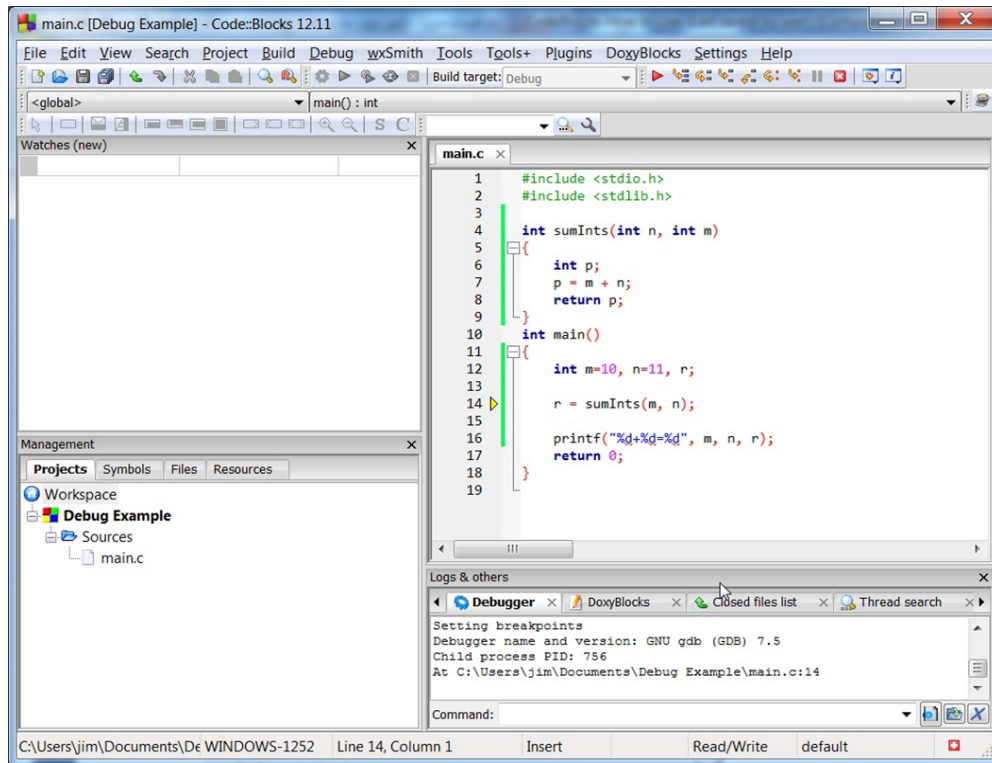 main.c [Debug Example] - Code::Blocks 12.11
File Edit View Search Project Build Debug wxSmith Tools Tools+ Plugins DoxyBlocks Settings Help
Build target: Debug
<global> main() : int
S C
Watches (new)
main.c
1 #include <stdio.h>
2 #include <stdlib.h>
3
4 int sumInts(int n, int m)
5 {
6 int p;
7 p = m + n;
8 return p;
9 }
10 int main()
11 {
12 int m=10, n=11, r;
13
14 r = sumInts(m, n);
15
16 printf("%d+%d=%d", m, n, r);
17 return 0;
18 }
19
Management
Projects Symbols Files Resources
Workspace
Debug Example
Sources
main.c
Logs & others
Debugger DoxyBlocks Closed files list Thread search
Setting breakpoints
Debugger name and version: GNU gdb (GDB) 7.5
Child process PID: 756
At C:\Users\jim\Documents\Debug Example\main.c:14
Command:
C:\Users\jim\Documents\De WINDOWS-1252 Line 14, Column 1 Insert Read/Write default